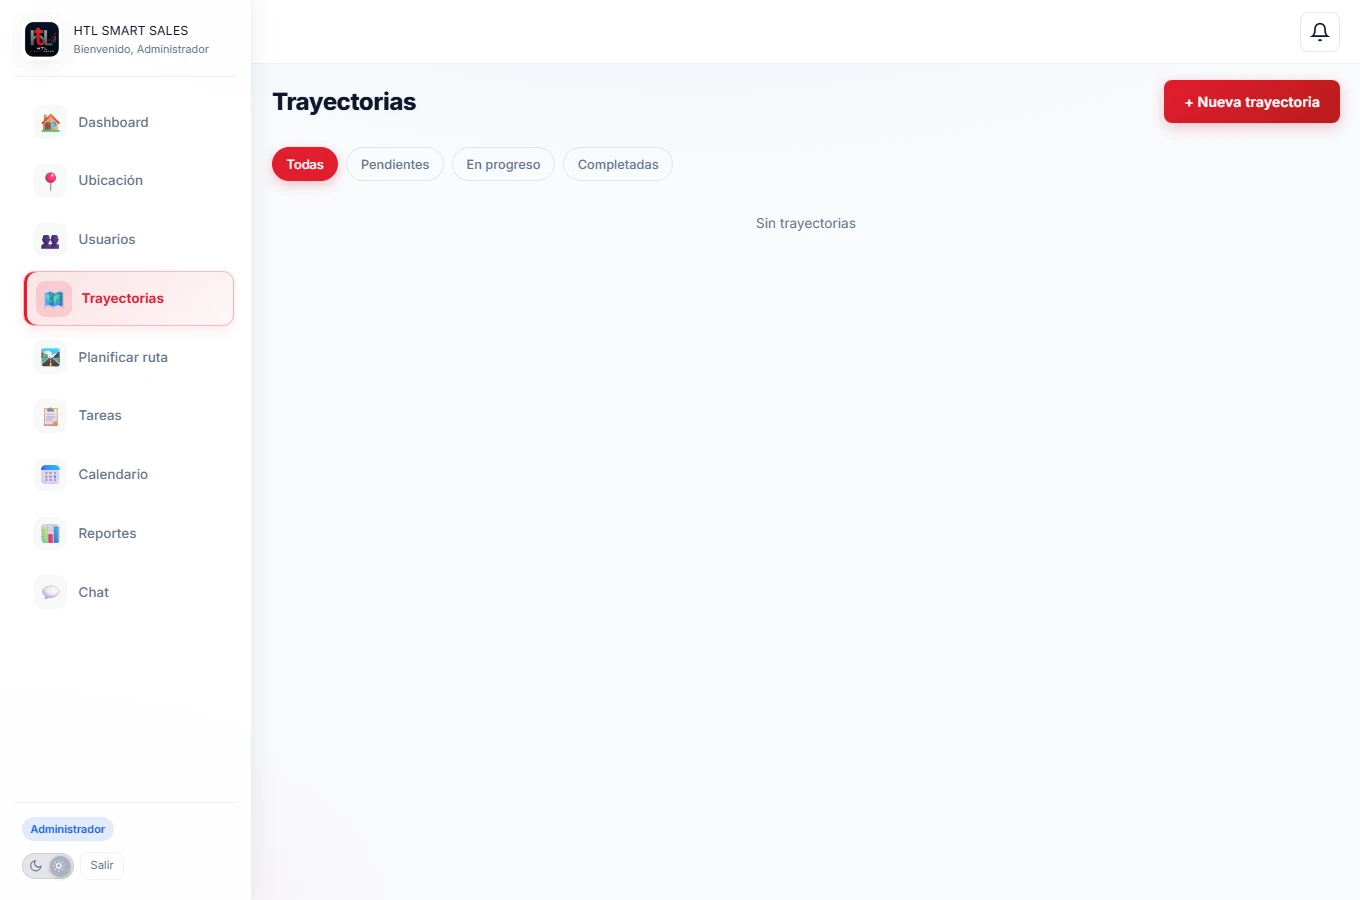 HTL SMART SALES
Bienvenido, Administrador
Dashboard
Ubicación
Usuarios
Trayectorias
Planificar ruta
Tareas
Calendario
Reportes
Chat
Administrador
Salir
Trayectorias
+ Nueva trayectoria
Todas
Pendientes
En progreso
Completadas
Sin trayectorias